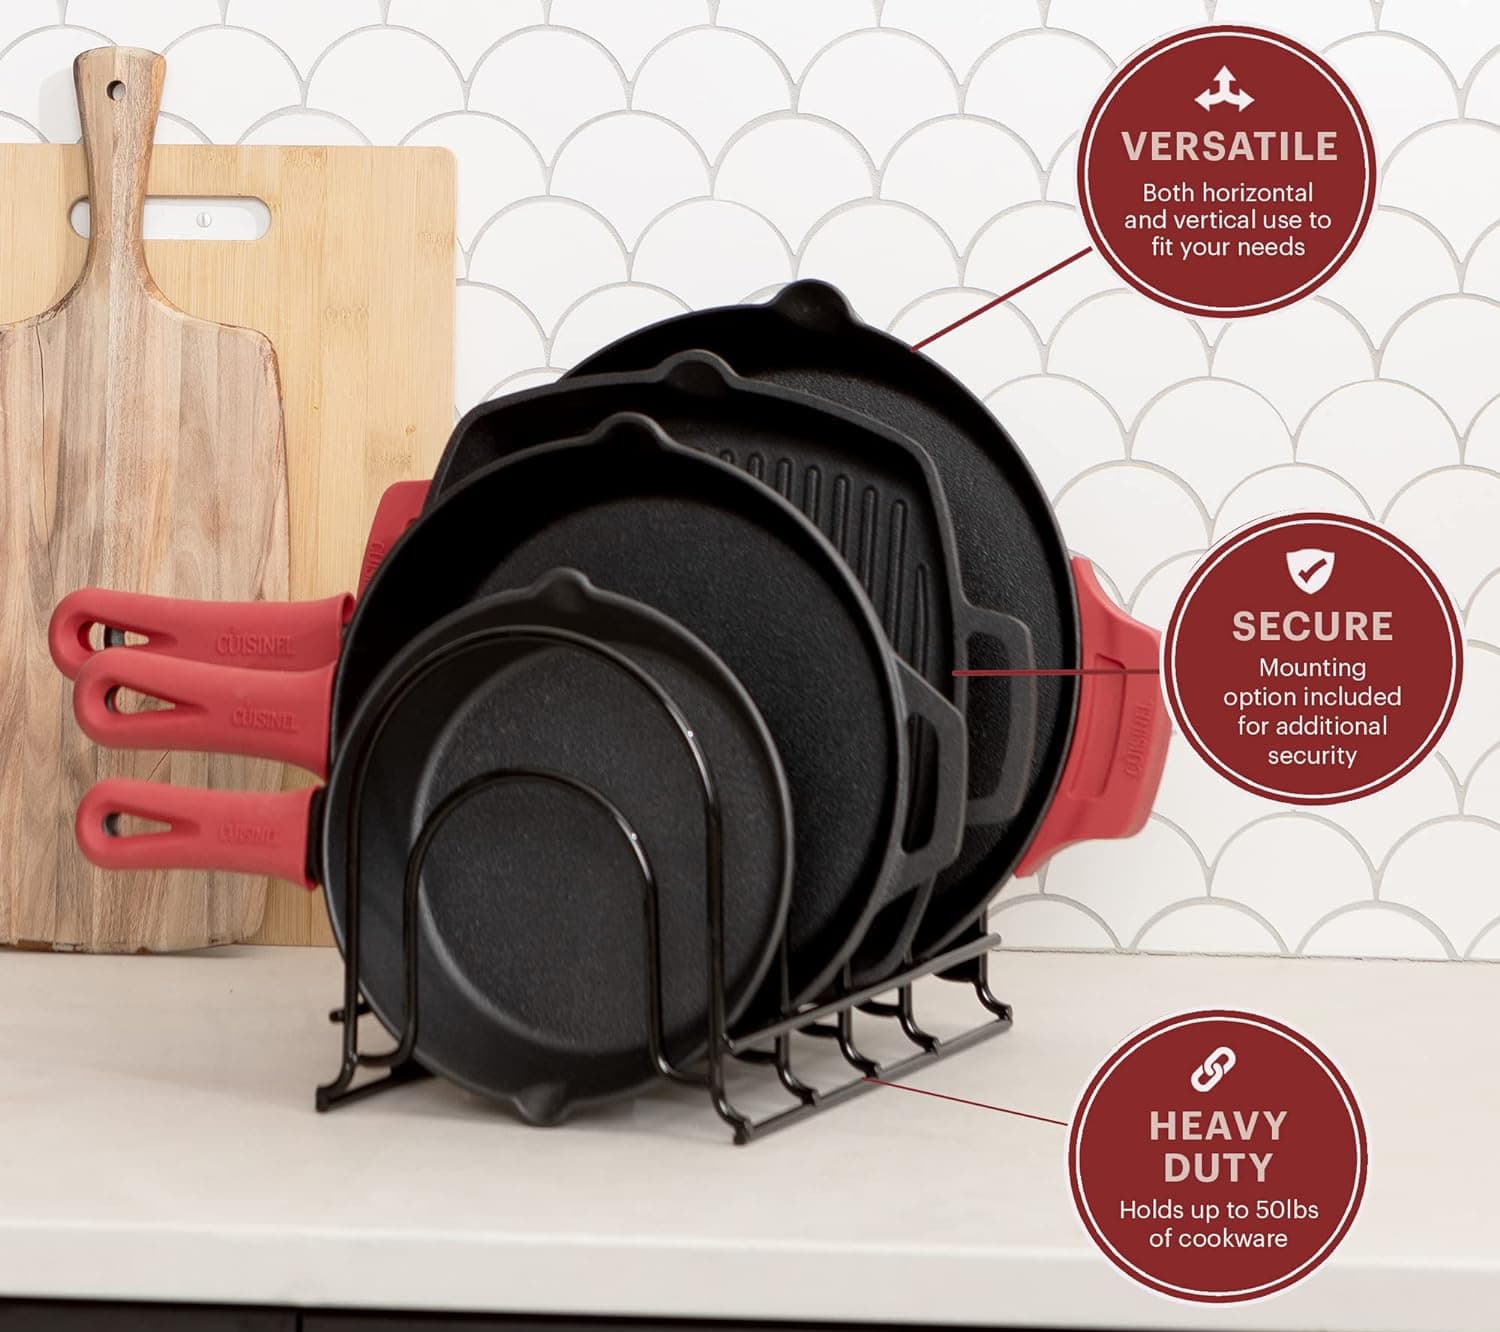 VERSATILE
Both horizontal
and vertical use to
fit your needs
CUISINEL
CUISINEL
CUISINEL
CUISINEL
SECURE
Mounting
option included
for additional
security
HEAVY
DUTY
Holds up to 50lbs
of cookware